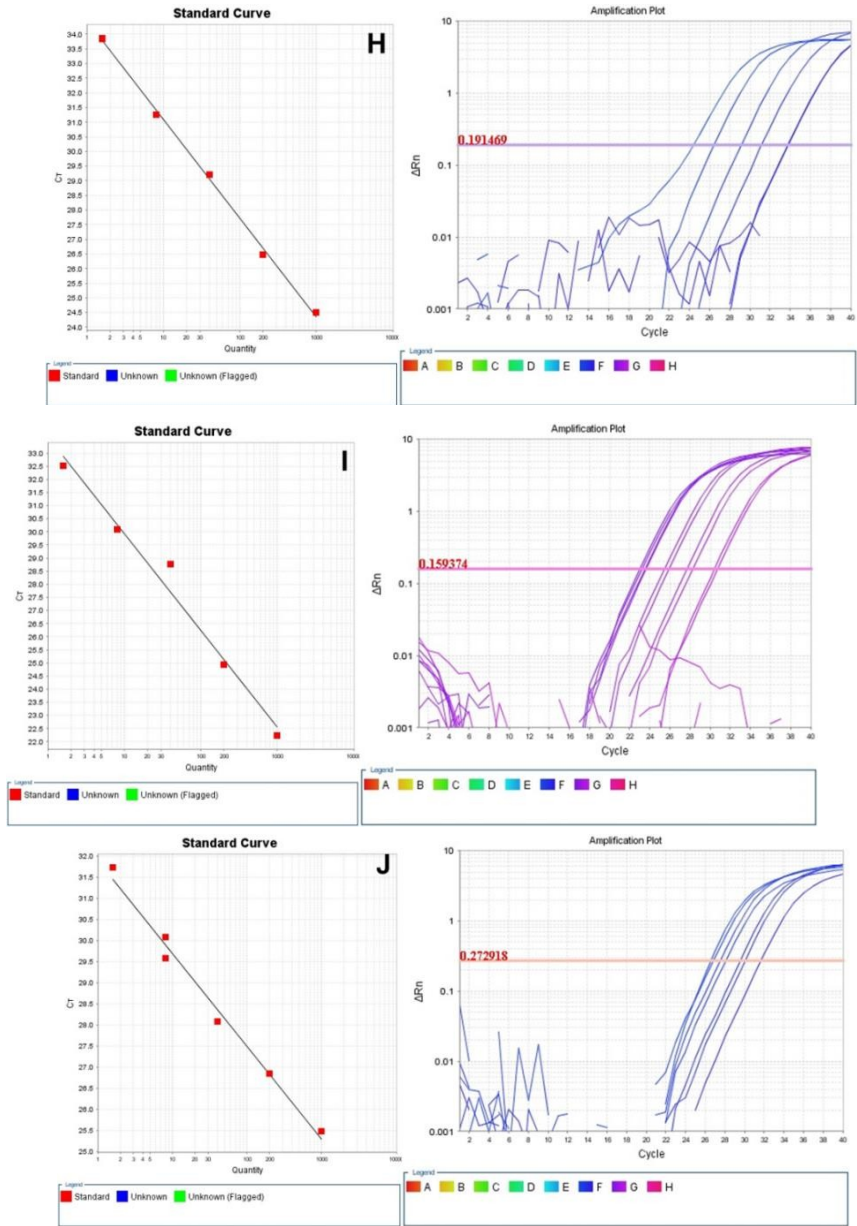 Standard Curve
H
34.0
33.5
33.0
32.5
32.0
31.5
31.0
30.5
30.0
29.5
29.0
28.5
28.0
27.5
27.0
26.5
26.0
25.5
25.0
24.5
24.0
Cт
1 2 3 4 5 10 20 30 100 200 1000 1000
Quantity
Legend
Standard Unknown Unknown (Flagged)
Amplification Plot
10
1
0.1
0.01
0.001
ΔRn
0.191469
2 4 6 8 10 12 14 16 18 20 22 24 26 28 30 32 34 36 38 40
Cycle
Legend
A B C D E F G H
Standard Curve
I
33.0
32.5
32.0
31.5
31.0
30.5
30.0
29.5
29.0
28.5
28.0
27.5
27.0
26.5
26.0
25.5
25.0
24.5
24.0
23.5
23.0
22.5
22.0
Cт
1 2 3 4 5 10 20 30 100 200 1000 1000
Quantity
Legend
Standard Unknown Unknown (Flagged)
Amplification Plot
10
1
0.1
0.01
0.001
ΔRn
0.159374
2 4 6 8 10 12 14 16 18 20 22 24 26 28 30 32 34 36 38 40
Cycle
Legend
A B C D E F G H
Standard Curve
J
32.0
31.5
31.0
30.5
30.0
29.5
29.0
28.5
28.0
27.5
27.0
26.5
26.0
25.5
25.0
Cт
1 2 3 4 5 10 20 30 100 200 1000
Quantity
Legend
Standard Unknown Unknown (Flagged)
Amplification Plot
10
1
0.1
0.01
0.001
ΔRn
0.272918
2 4 6 8 10 12 14 16 18 20 22 24 26 28 30 32 34 36 38 40
Cycle
Legend
A B C D E F G H